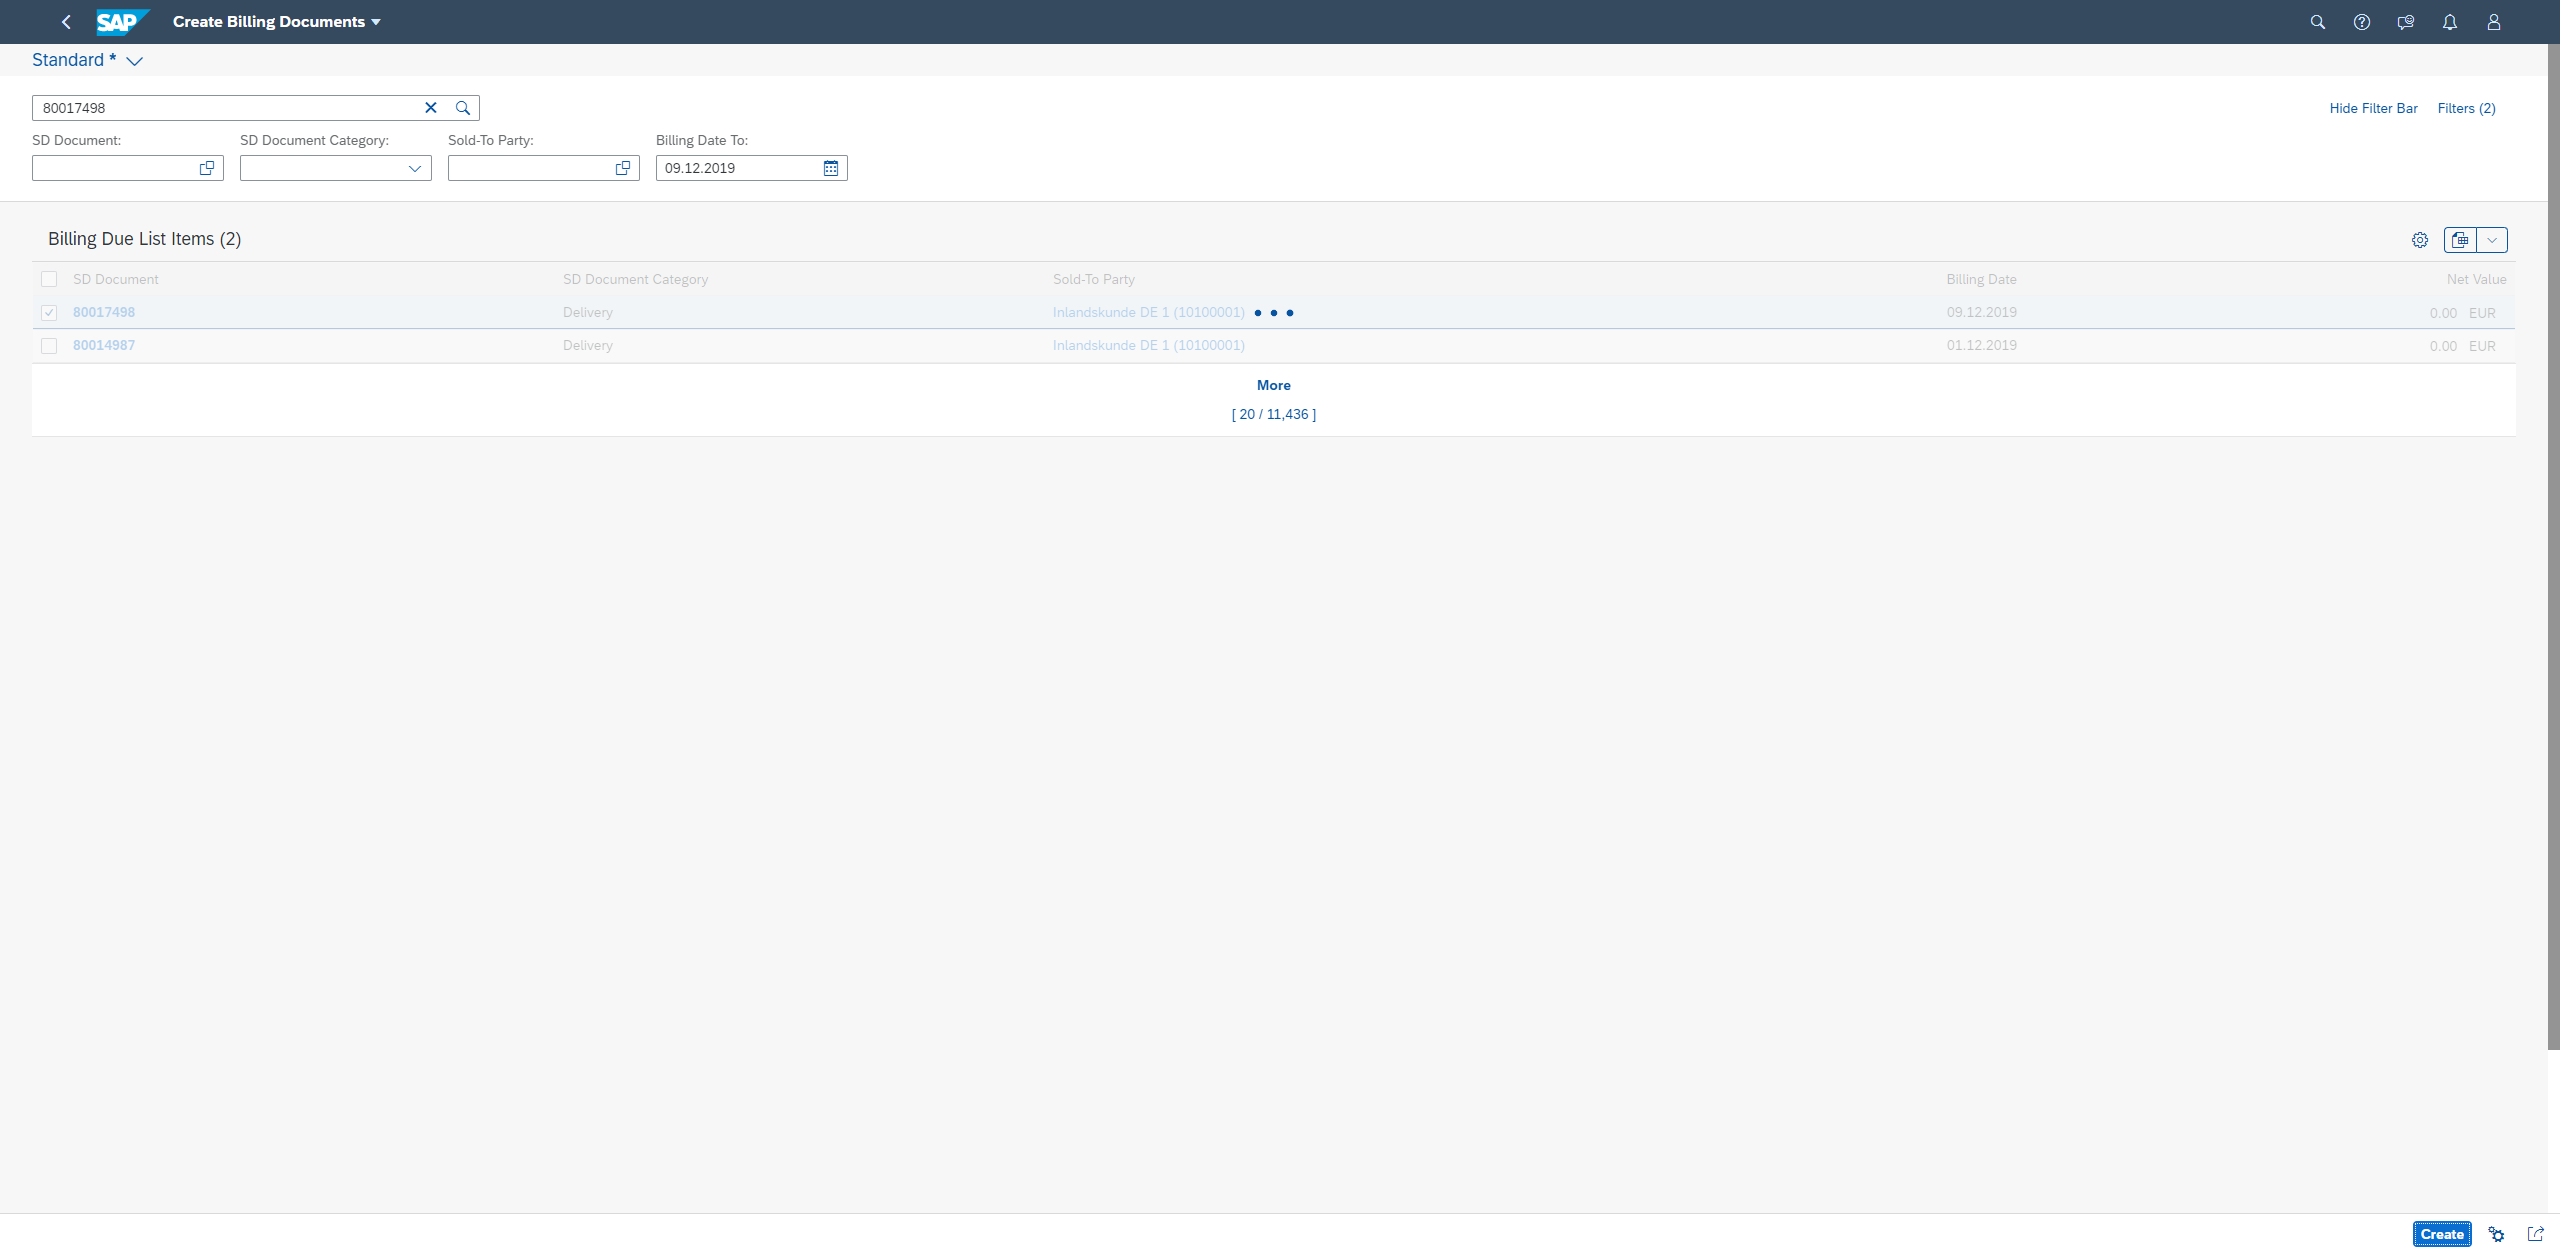 SAP Create Billing Documents
Standard *
80017498
Hide Filter Bar Filters (2)
SD Document: SD Document Category: Sold-To Party: Billing Date To:
09.12.2019
Billing Due List Items (2)
SD Document SD Document Category Sold-To Party Billing Date Net Value
80017498 Delivery Inlandskunde DE 1 (10100001) 09.12.2019 0.00 EUR
80014987 Delivery Inlandskunde DE 1 (10100001) 01.12.2019 0.00 EUR
More
[ 20 / 11,436 ]
Create